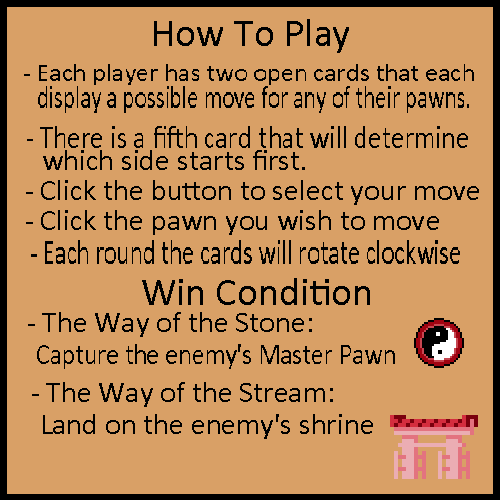 How To Play
- Each player has two open cards that each
display a possible move for any of their pawns.
- There is a fifth card that will determine
which side starts first.
- Click the button to select your move
- Click the pawn you wish to move
- Each round the cards will rotate clockwise
Win Condition
- The Way of the Stone:
Capture the enemy's Master Pawn
- The Way of the Stream:
Land on the enemy's shrine